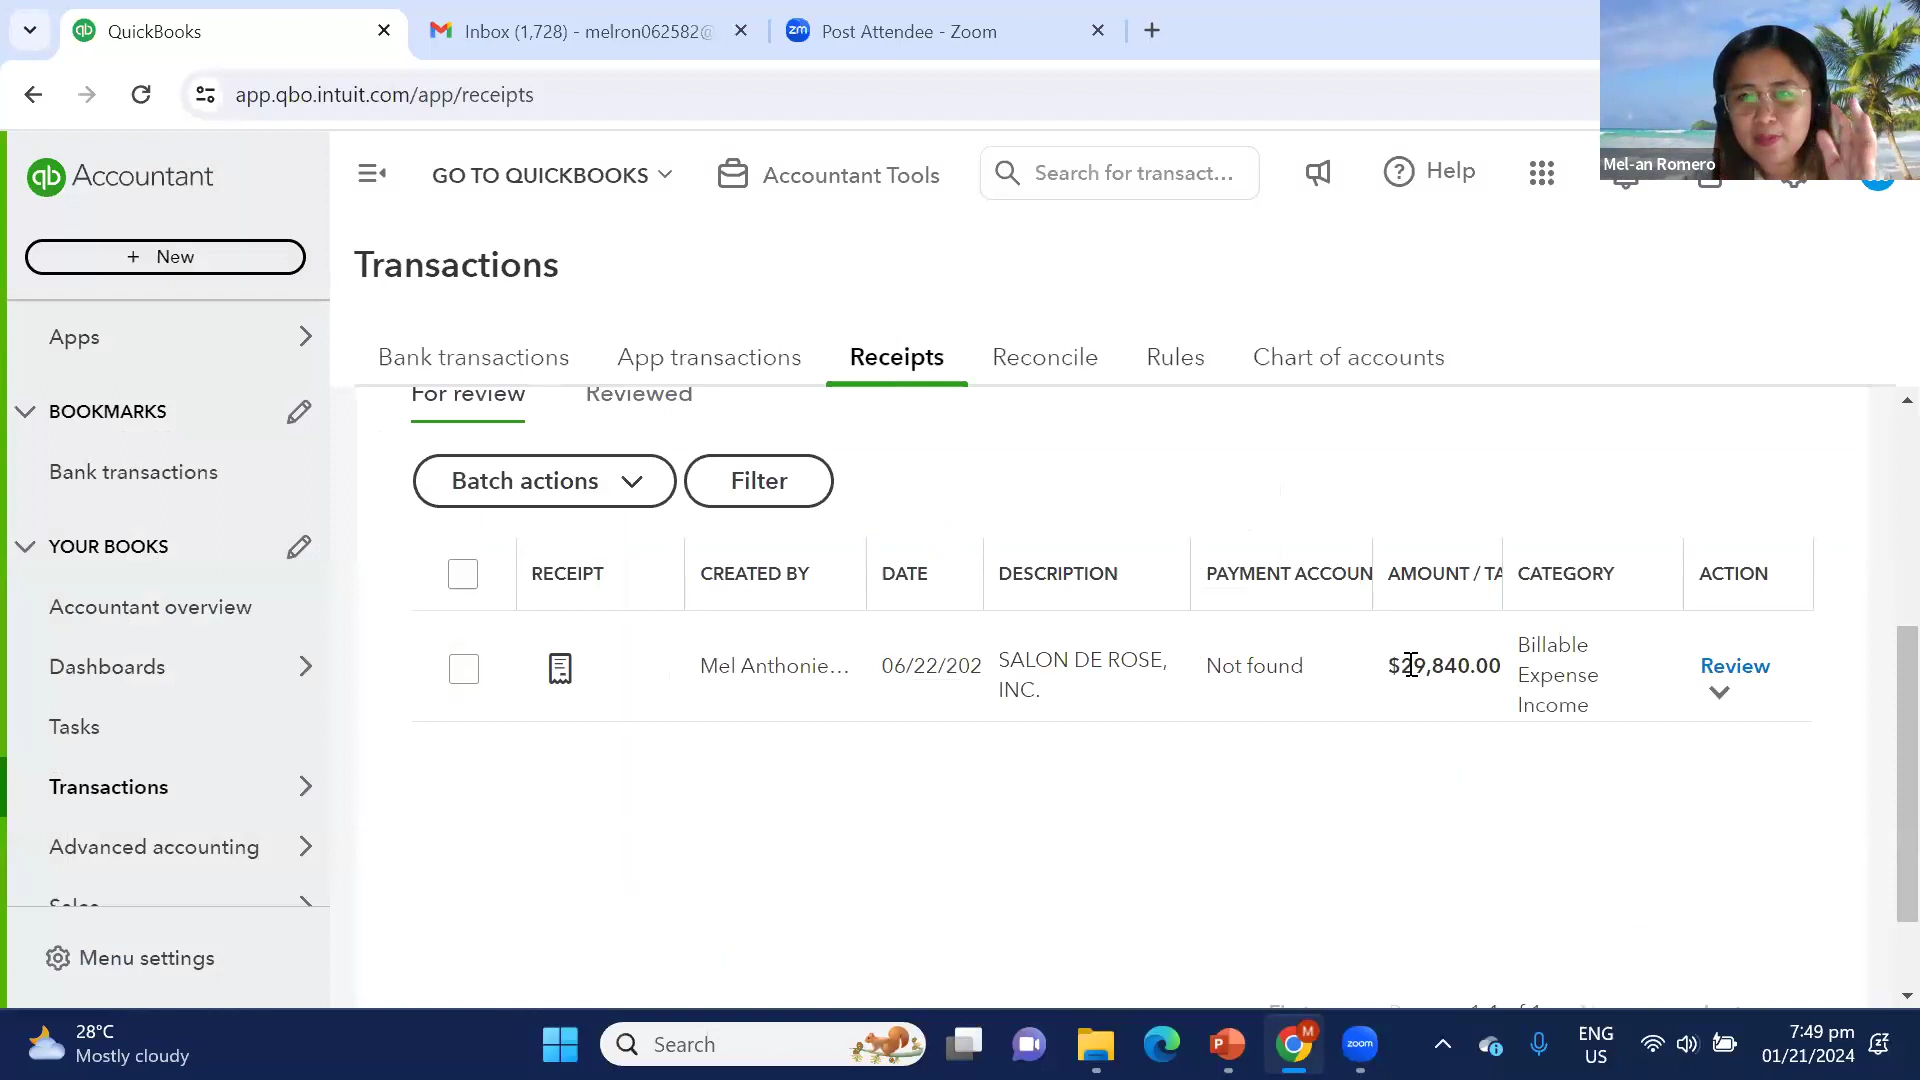 QuickBooks
Inbox (1,728) - melron062582@
Post Attendee - Zoom
app.qbo.intuit.com/app/receipts
Mel-an Romero
qb Accountant
GO TO QUICKBOOKS
Accountant Tools
Search for transact...
Help
+ New
Transactions
Apps
Bank transactions
App transactions
Receipts
Reconcile
Rules
Chart of accounts
BOOKMARKS
For review
Reviewed
Bank transactions
Batch actions
Filter
YOUR BOOKS
RECEIPT
CREATED BY
DATE
DESCRIPTION
PAYMENT ACCOUN
AMOUNT / TA
CATEGORY
ACTION
Accountant overview
Dashboards
Mel Anthonie...
06/22/202
SALON DE ROSE,
INC.
Not found
$29,840.00
Billable
Expense
Income
Review
Tasks
Transactions
Advanced accounting
Sales
Menu settings
28°C
Mostly cloudy
Search
zoom
ENG
US
7:49 pm
01/21/2024